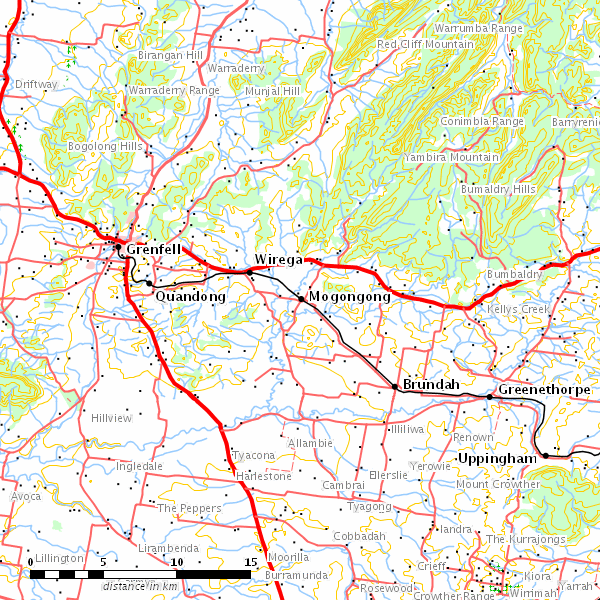 Warrumba Range
Red Cliff Mountain
Birangan Hill
Warraderry
Driftway
Warraderry Range
Munjal Hill
Conimbla Range
Barryrenie
Bogolong Hills
Yambira Mountain
Bumaldry Hills
Grenfell
Wirega
Bumbaldry
Quandong
Mogongong
Kellys Creek
Brundah
Greenethorpe
Hillview
Illiliwa
Allambie
Renown
Tyacona
Uppingham
Ingledale
Yerowie
Harlestone
Ellerslie
Cambrai
Mount Crowther
Avoca
The Peppers
Tyagong
Iandra
Cobbadah
The Kurrajongs
Lirambenda
Lillington
Moorilla
0 5 10 15
Crieff
Kiora
Burramunda
distance in km
Rosewood
Yarrah
Crowther Range
Wirrimah